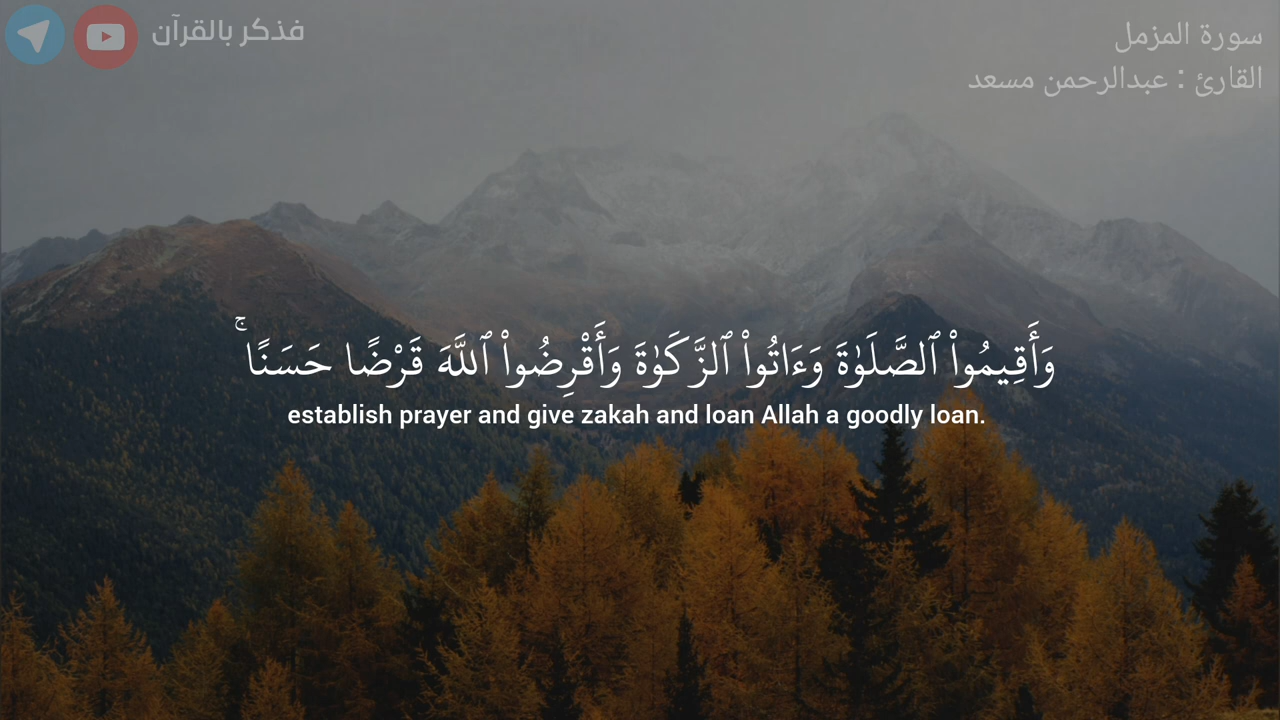 فذكر بالقرآن
سورة المزمل
القارئ : عبدالرحمن مسعد
وَأَقِيمُوا۟ ٱلصَّلَوٰةَ وَءَاتُوا۟ ٱلزَّكَوٰةَ وَأَقْرِضُوا۟ ٱللَّهَ قَرْضًا حَسَنًا ۚ
establish prayer and give zakah and loan Allah a goodly loan.